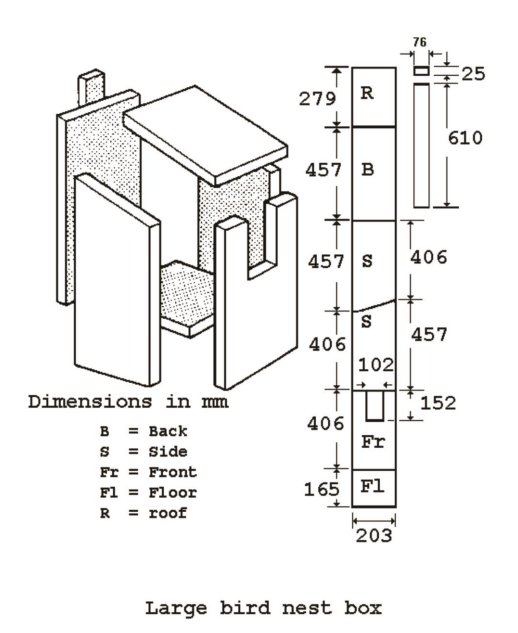 76
25
279
R
610
457
B
457
S
406
S
406
457
102
152
406
Fr
165
Fl
203
Dimensions in mm
B = Back
S = Side
Fr = Front
Fl = Floor
R = roof
Large bird nest box